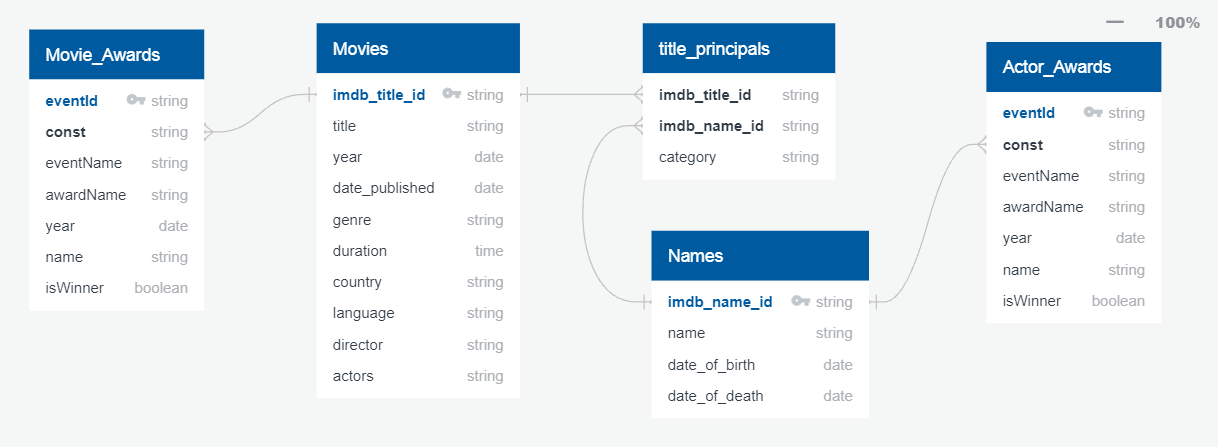 100%
Movie_Awards
eventId string
const string
eventName string
awardName string
year date
name string
isWinner boolean
Movies
imdb_title_id string
title string
year date
date_published date
genre string
duration time
country string
language string
director string
actors string
title_principals
imdb_title_id string
imdb_name_id string
category string
Names
imdb_name_id string
name string
date_of_birth date
date_of_death date
Actor_Awards
eventId string
const string
eventName string
awardName string
year date
name string
isWinner boolean